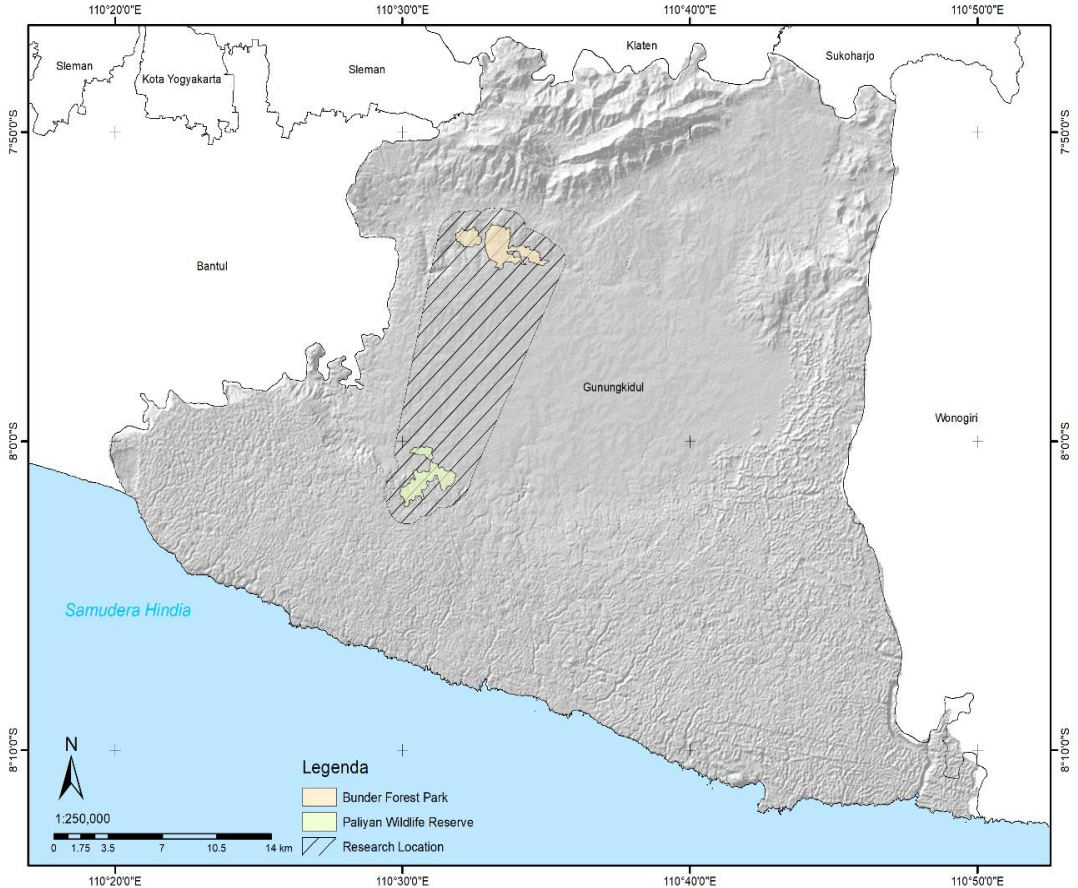 110°20'0"E
110°30'0"E
110°40'0"E
110°50'0"E
Sleman
Kota Yogyakarta
Sleman
Klaten
Sukoharjo
7°50'0"S
7°50'0"S
Bantul
Gunungkidul
Wonogiri
8°0'0"S
8°0'0"S
Samudera Hindia
8°10'0"S
8°10'0"S
N
1:250,000
0 1.75 3.5 7 10.5 14 km
Legenda
Bunder Forest Park
Paliyan Wildlife Reserve
Research Location
110°20'0"E
110°30'0"E
110°40'0"E
110°50'0"E